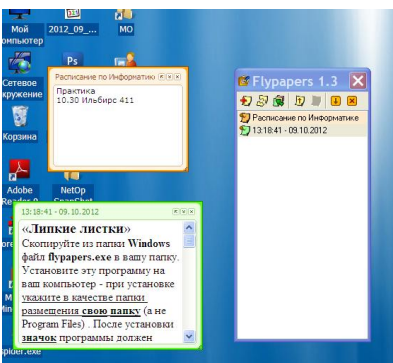 Мой
компьютер
2012_09_...
МО
Сетевое
кружение
Ps
Корзина
Adobe
NetOp
Расписание по Информатике
Практика
10.30 Ильбирс 411
Flypapers 1.3
Расписание по Информатике
13:18:41 - 09.10.2012
13:18:41 - 09.10.2012
«Липкие листки»
Скопируйте из папки Windows
файл flypapers.exe в вашу папку.
Установите эту программу на
ваш компьютер - при установке
укажите в качестве папки
размещения свою папку (а не
Program Files) . После установки
значок программы должен
spider.exe